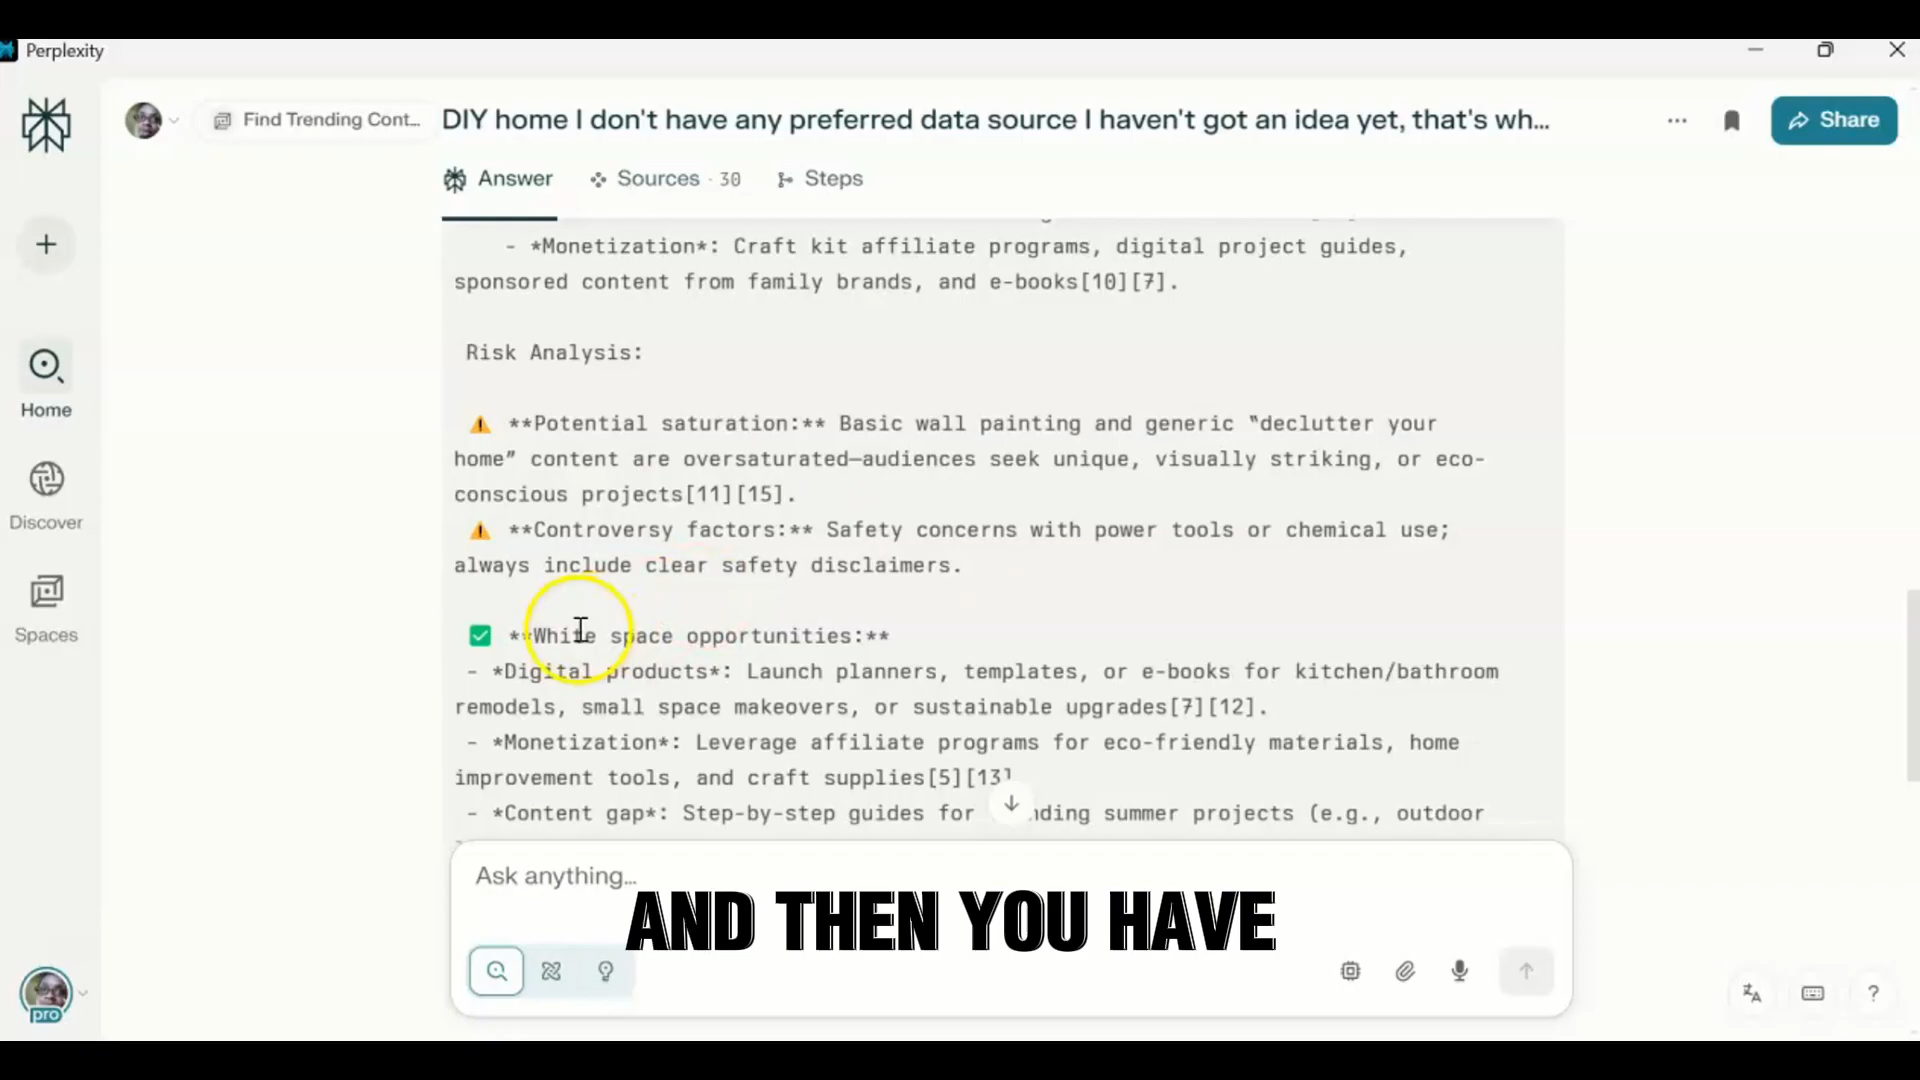 Perplexity
Find Trending Cont...
DIY home I don't have any preferred data source I haven't got an idea yet, that's wh...
Share
Answer
Sources · 30
Steps
- *Monetization*: Craft kit affiliate programs, digital project guides,
sponsored content from family brands, and e-books[10][7].
Risk Analysis:
⚠️ **Potential saturation:** Basic wall painting and generic "declutter your
home" content are oversaturated—audiences seek unique, visually striking, or eco-
conscious projects[11][15].
⚠️ **Controversy factors:** Safety concerns with power tools or chemical use;
always include clear safety disclaimers.
✅ **White space opportunities:**
- *Digital products*: Launch planners, templates, or e-books for kitchen/bathroom
remodels, small space makeovers, or sustainable upgrades[7][12].
- *Monetization*: Leverage affiliate programs for eco-friendly materials, home
improvement tools, and craft supplies[5][13]
- *Content gap*: Step-by-step guides for summer projects (e.g., outdoor
Home
Discover
Spaces
pro
Ask anything...
AND THEN YOU HAVE
?